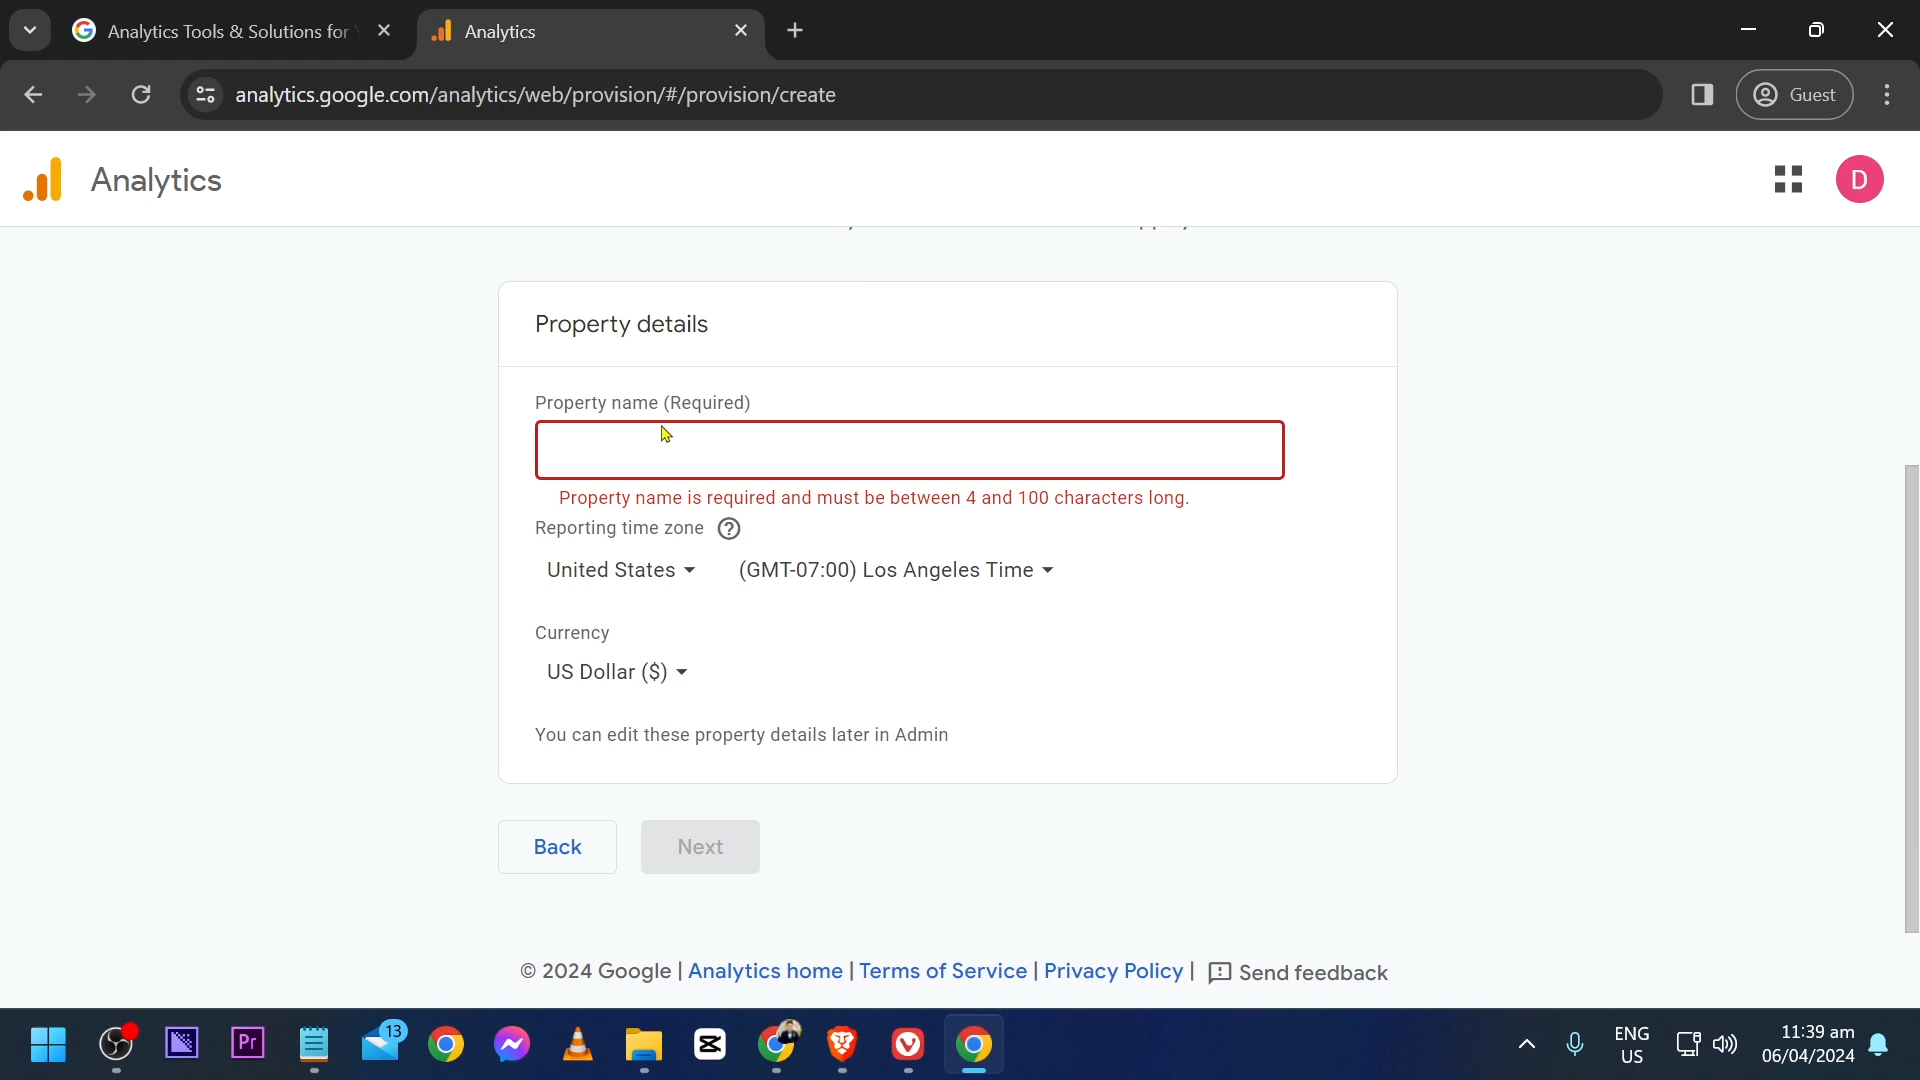 Analytics Tools & Solutions for
Analytics
analytics.google.com/analytics/web/provision/#/provision/create
Guest
Analytics
D
Property details
Property name (Required)
Property name is required and must be between 4 and 100 characters long.
Reporting time zone
United States
(GMT-07:00) Los Angeles Time
Currency
US Dollar ($)
You can edit these property details later in Admin
Back
Next
© 2024 Google | Analytics home | Terms of Service | Privacy Policy | Send feedback
Pr
13
ENG
US
11:39 am
06/04/2024